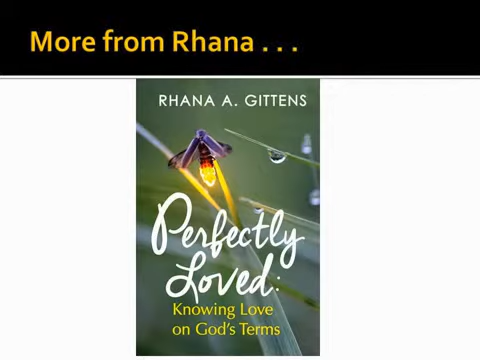 More from Rhana . . .
RHANA A. GITTENS
Perfectly
Loved:
Knowing Love
on God's Terms